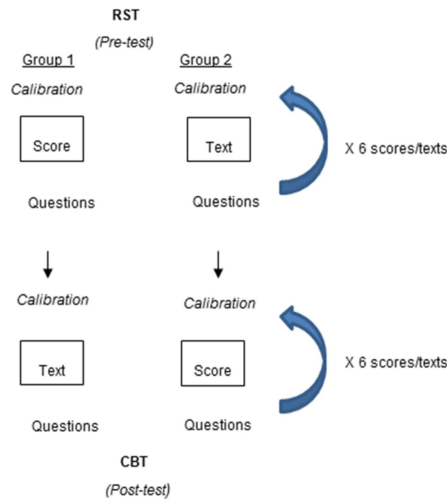 RST
(Pre-test)
Group 1 Group 2
Calibration Calibration
Score Text
X 6 scores/texts
Questions Questions
Calibration Calibration
Text Score
X 6 scores/texts
Questions Questions
CBT
(Post-test)